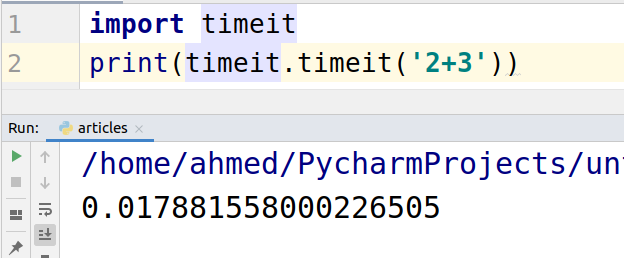 1 import timeit
2 print(timeit.timeit('2+3'))
Run: articles ×
/home/ahmed/PycharmProjects/un
0.017881558000226505